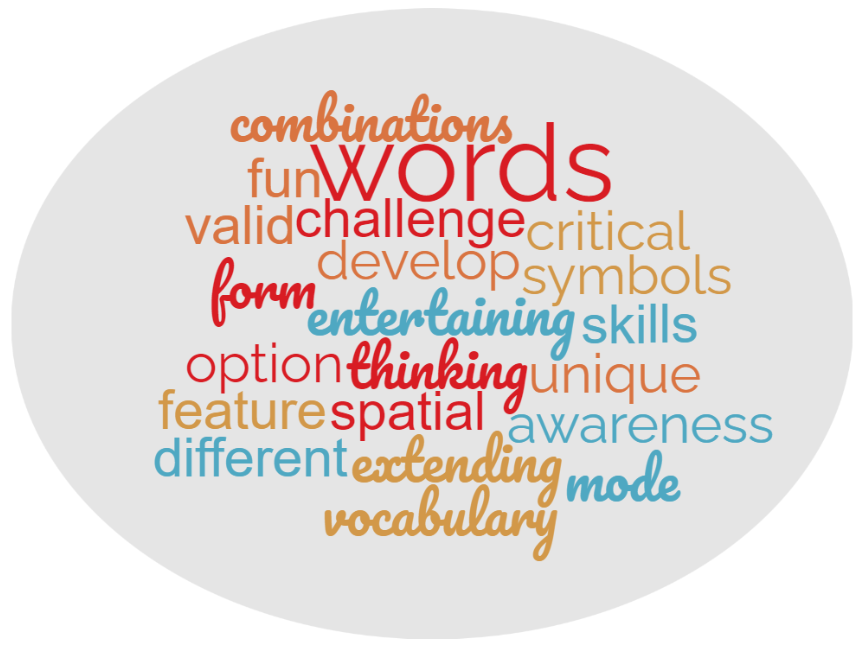 combinations
words
fun
valid challenge critical
develop symbols
form
entertaining skills
option thinking unique
feature spatial awareness
different extending mode
vocabulary